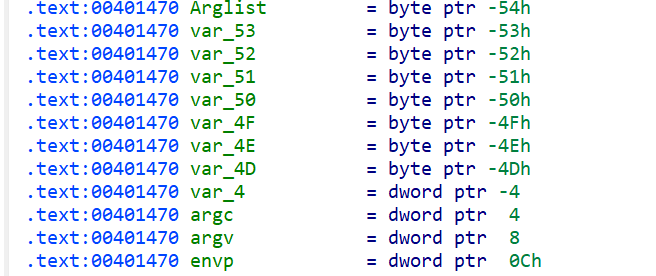 .text:00401470 Arglist = byte ptr -54h
.text:00401470 var_53 = byte ptr -53h
.text:00401470 var_52 = byte ptr -52h
.text:00401470 var_51 = byte ptr -51h
.text:00401470 var_50 = byte ptr -50h
.text:00401470 var_4F = byte ptr -4Fh
.text:00401470 var_4E = byte ptr -4Eh
.text:00401470 var_4D = byte ptr -4Dh
.text:00401470 var_4 = dword ptr -4
.text:00401470 argc = dword ptr 4
.text:00401470 argv = dword ptr 8
.text:00401470 envp = dword ptr 0Ch